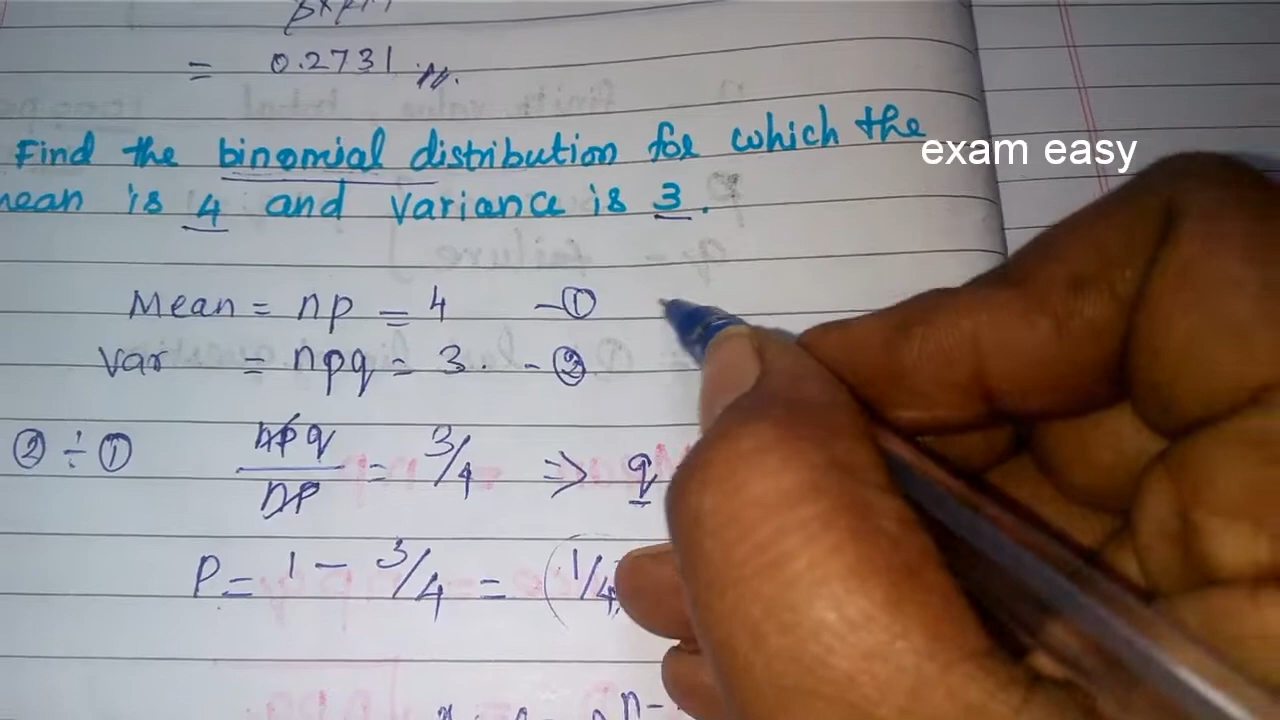 = 0.2731
Find the binomial distribution for which the
mean is 4 and variance is 3.
exam easy
Mean = np = 4 - ①
Var = npq = 3. - ②
② ÷ ① npq/np = 3/4 ⇒ q
P = 1 - 3/4 = (1/4)